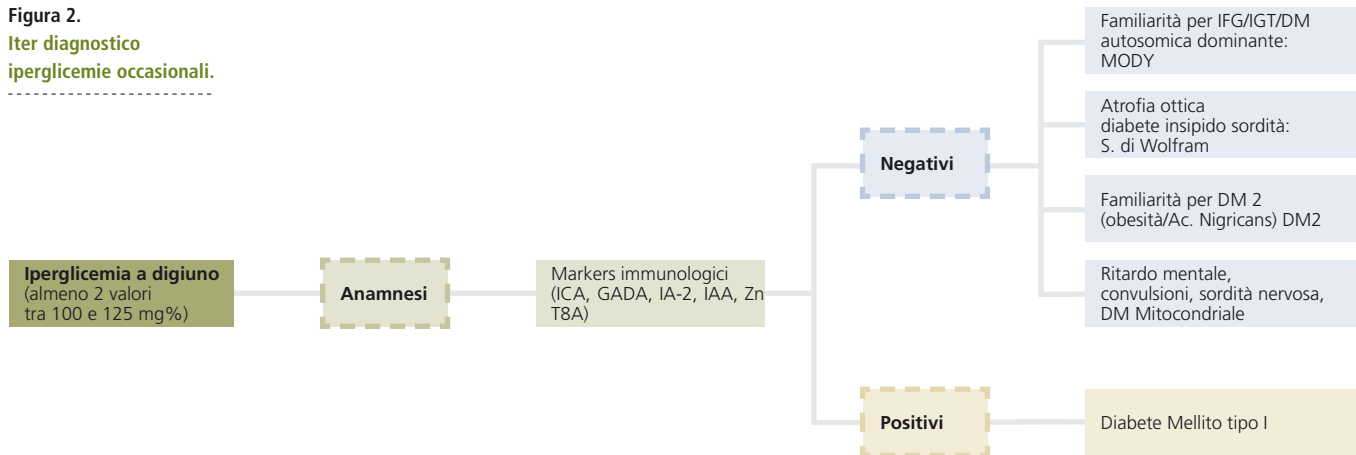 Figura 2.
Iter diagnostico
iperglicemie occasionali.
Iperglicemia a digiuno
(almeno 2 valori
tra 100 e 125 mg%)
Anamnesi
Markers immunologici
(ICA, GADA, IA-2, IAA, Zn
T8A)
Negativi
Familiarità per IFG/IGT/DM
autosomica dominante:
MODY
Atrofia ottica
diabete insipido sordità:
S. di Wolfram
Familiarità per DM 2
(obesità/Ac. Nigricans) DM2
Ritardo mentale,
convulsioni, sordità nervosa,
DM Mitocondriale
Positivi
Diabete Mellito tipo I